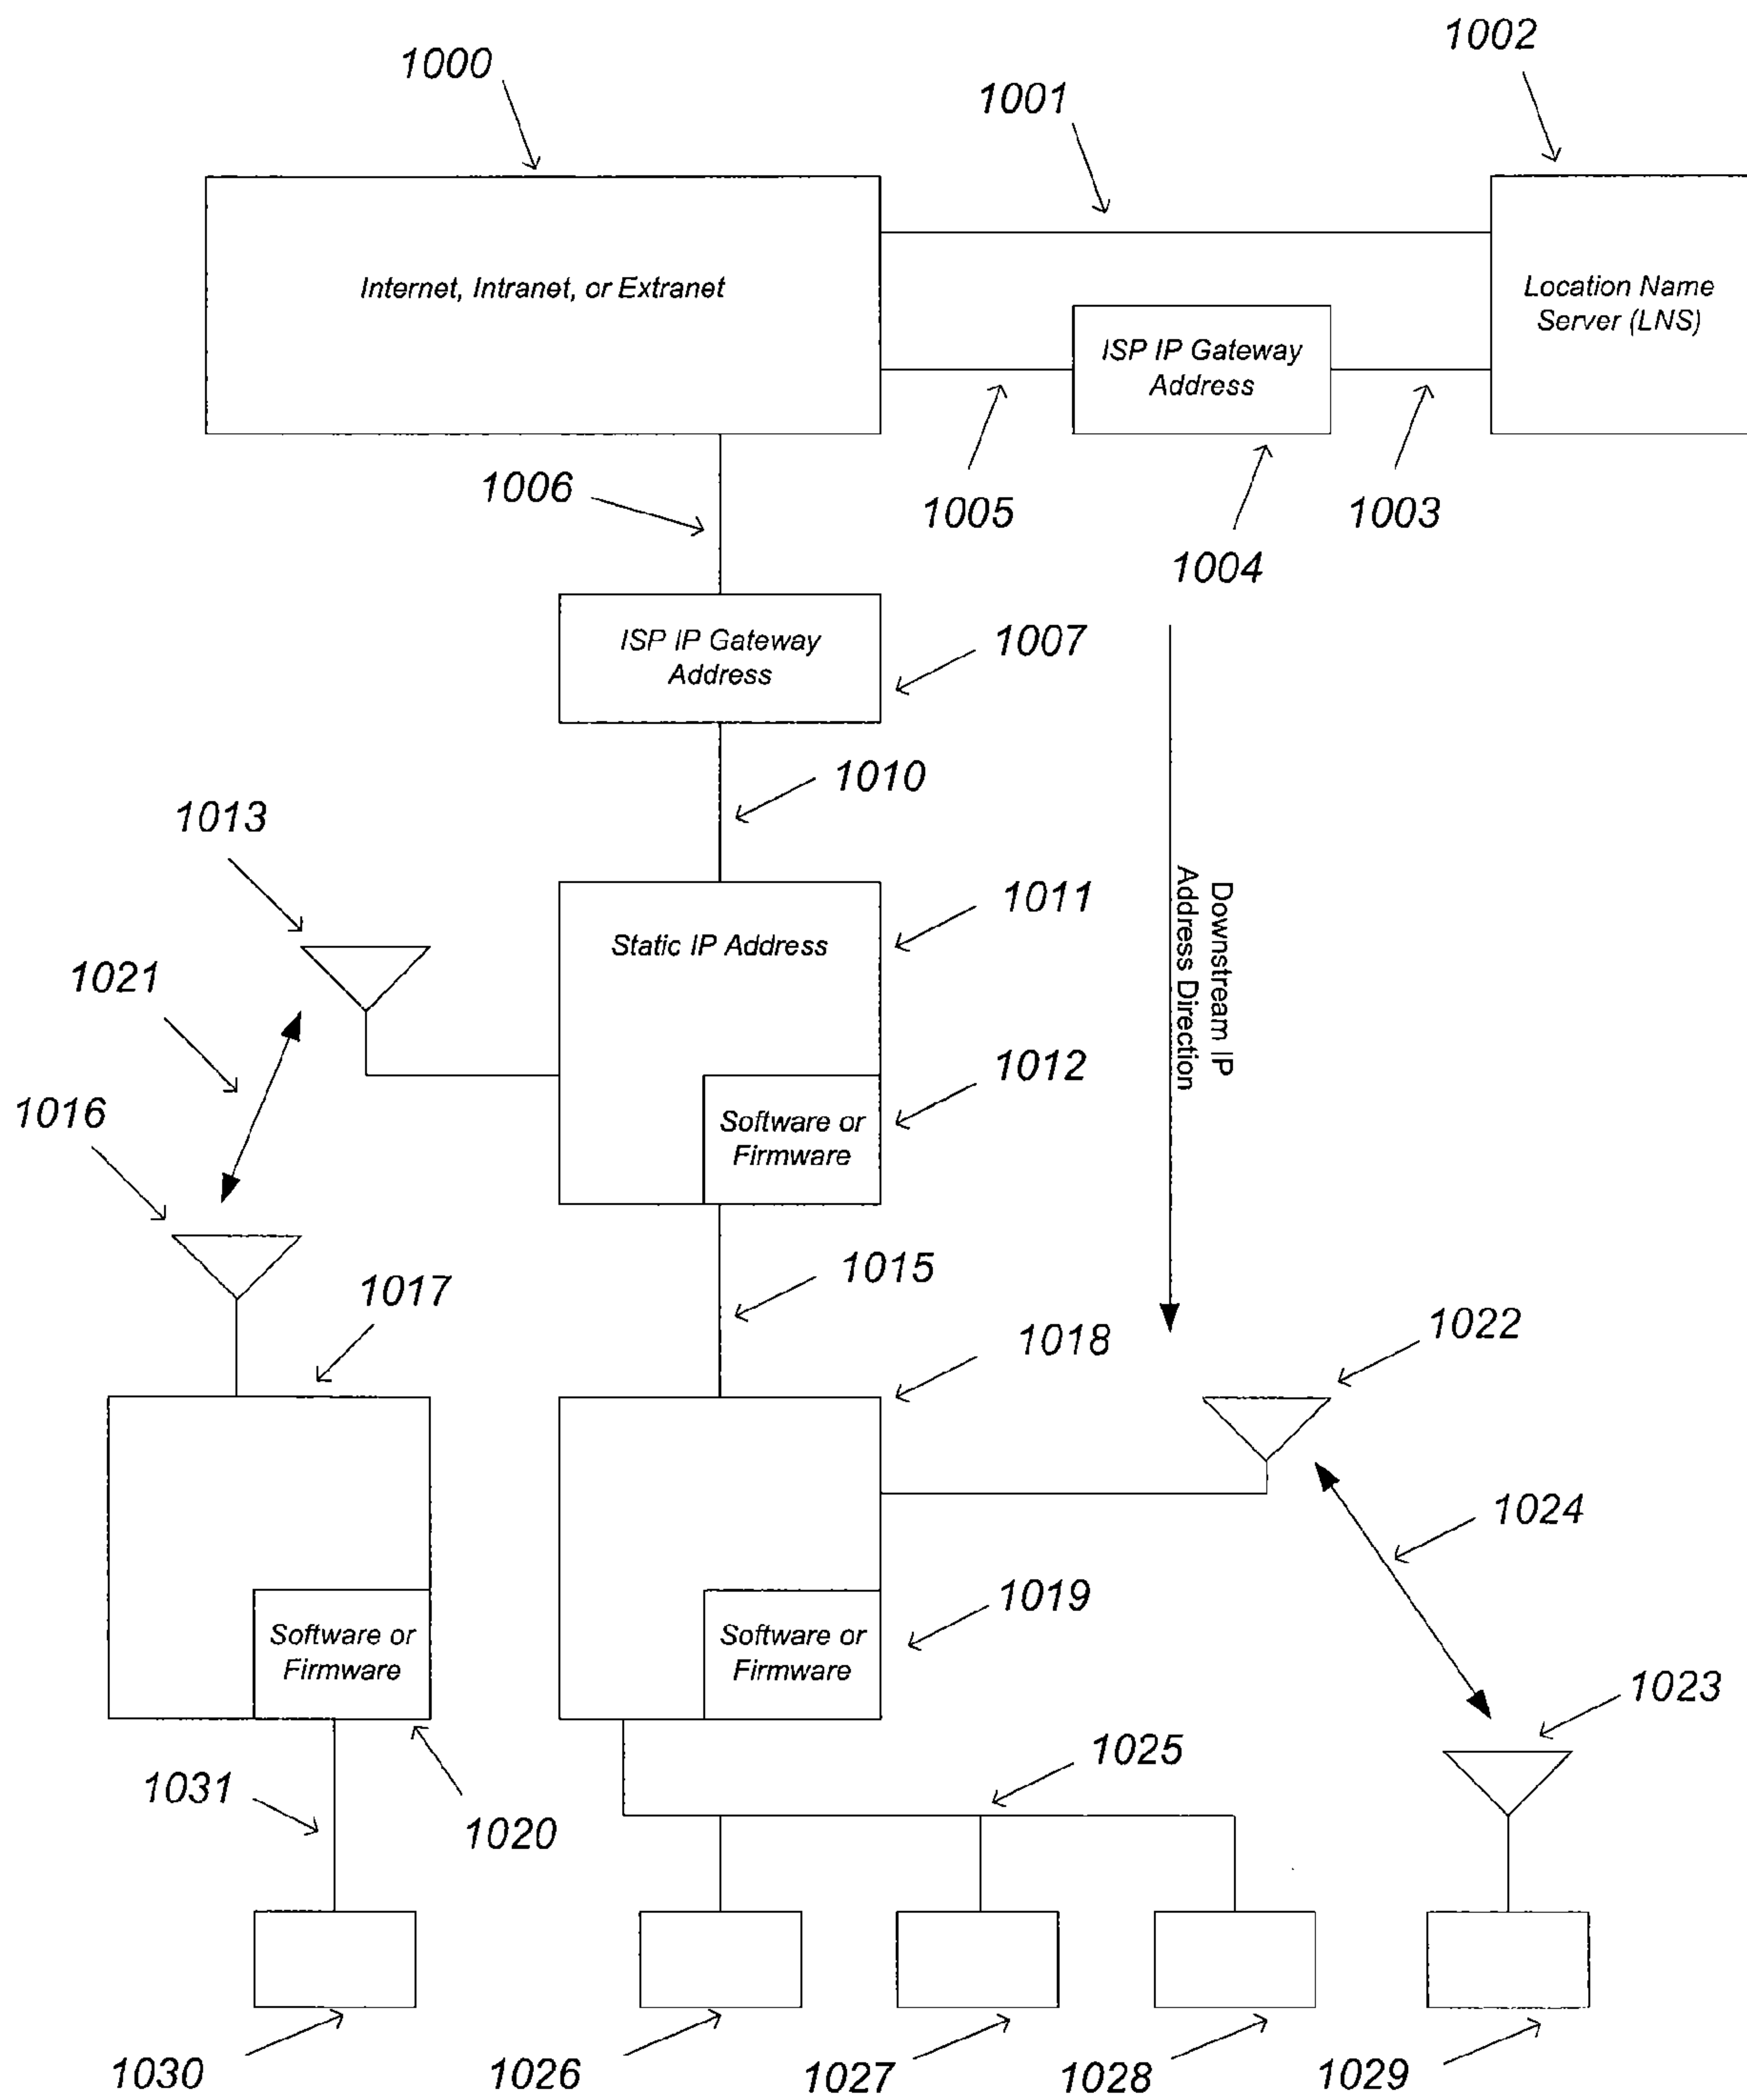 1000
1002
1001
Internet, Intranet, or Extranet
Location Name
Server (LNS)
ISP IP Gateway
Address
1006
1005
1003
1004
ISP IP Gateway
Address
1007
1010
1013
1011
Static IP Address
Downstream IP
Address Direction
1021
1012
1016
Software or
Firmware
1015
1017
1018
1022
1024
1019
Software or
Firmware
Software or
Firmware
1023
1025
1031
1020
1030
1026
1027
1028
1029